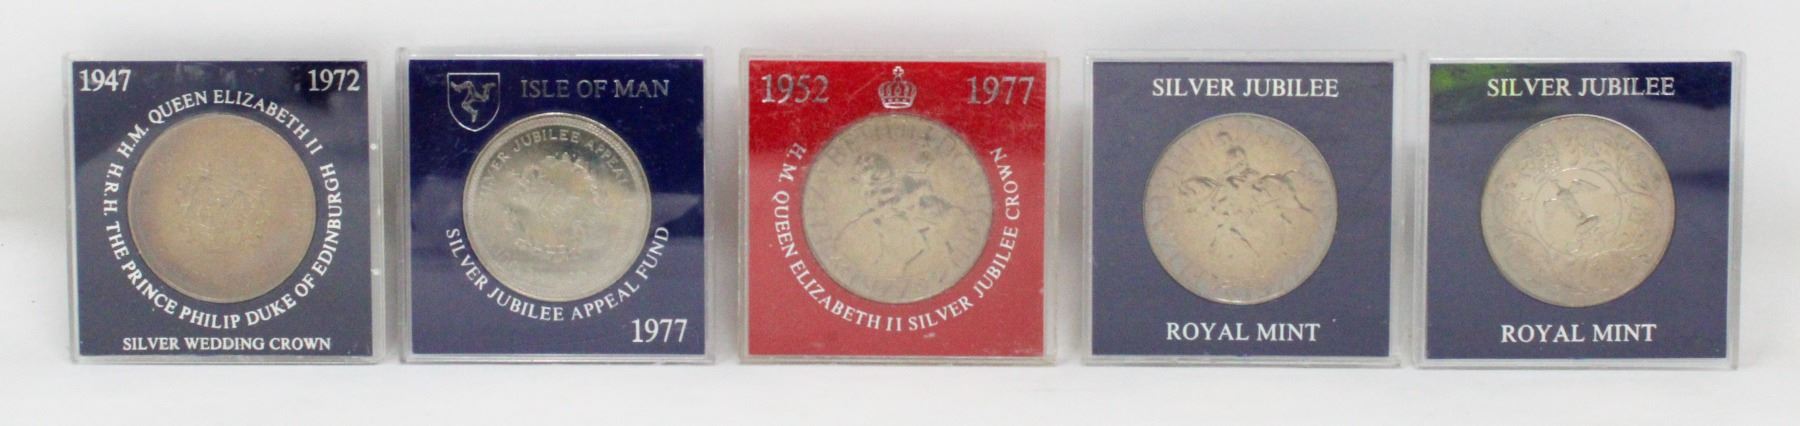 1947 1972
H.M. QUEEN ELIZABETH II
H.R.H. THE PRINCE PHILIP DUKE OF EDINBURGH
SILVER WEDDING CROWN
ISLE OF MAN
SILVER JUBILEE APPEAL
SILVER JUBILEE APPEAL FUND
1977
1952 1977
H.M. QUEEN ELIZABETH II SILVER JUBILEE CROWN
SILVER JUBILEE
ROYAL MINT
SILVER JUBILEE
ROYAL MINT